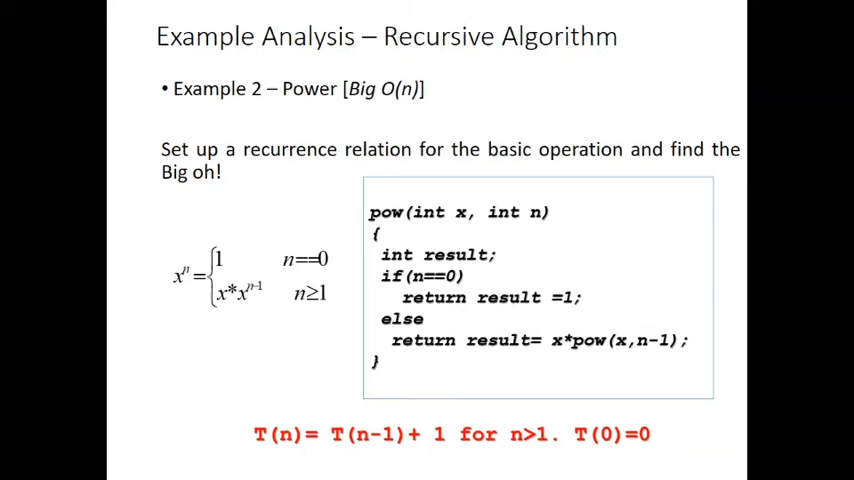 Example Analysis – Recursive Algorithm
• Example 2 – Power [Big O(n)]
Set up a recurrence relation for the basic operation and find the
Big oh!
xⁿ = { 1 n==0
x*xⁿ⁻¹ n≥1
pow(int x, int n)
{
int result;
if(n==0)
return result =1;
else
return result= x*pow(x,n-1);
}
T(n)= T(n-1)+ 1 for n>1. T(0)=0